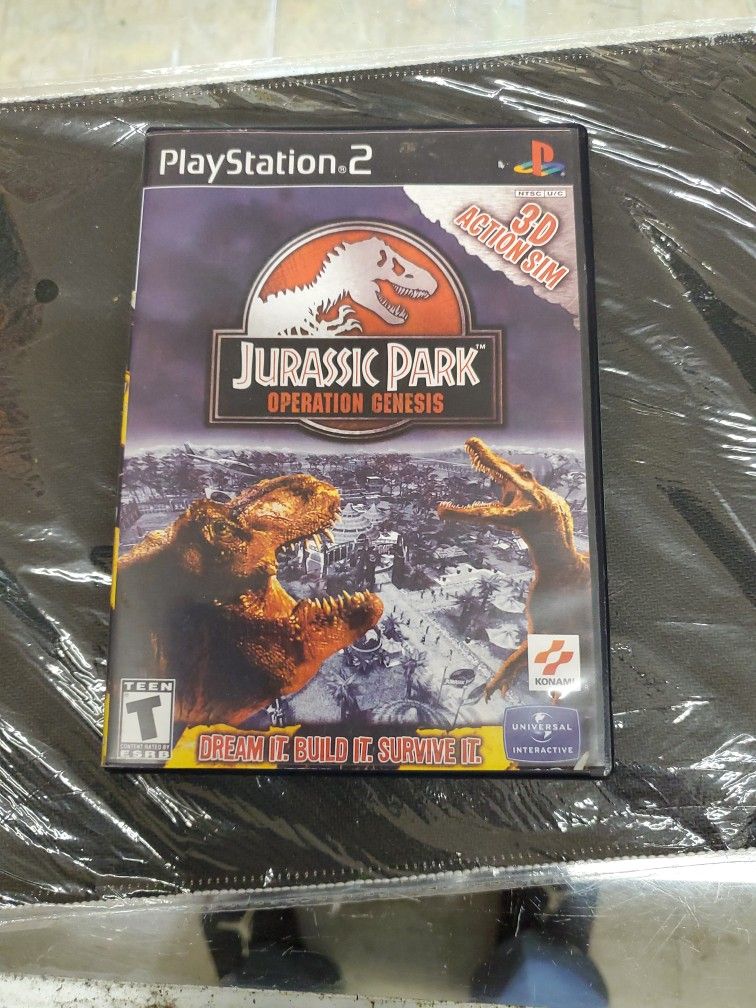 PlayStation®2
NTSC U/C
3-D
ACTION SIM
JURASSIC PARK™
OPERATION GENESIS
KONAMI
TEEN
T
CONTENT RATED BY
ESRB
DREAM IT. BUILD IT. SURVIVE IT.
UNIVERSAL
INTERACTIVE